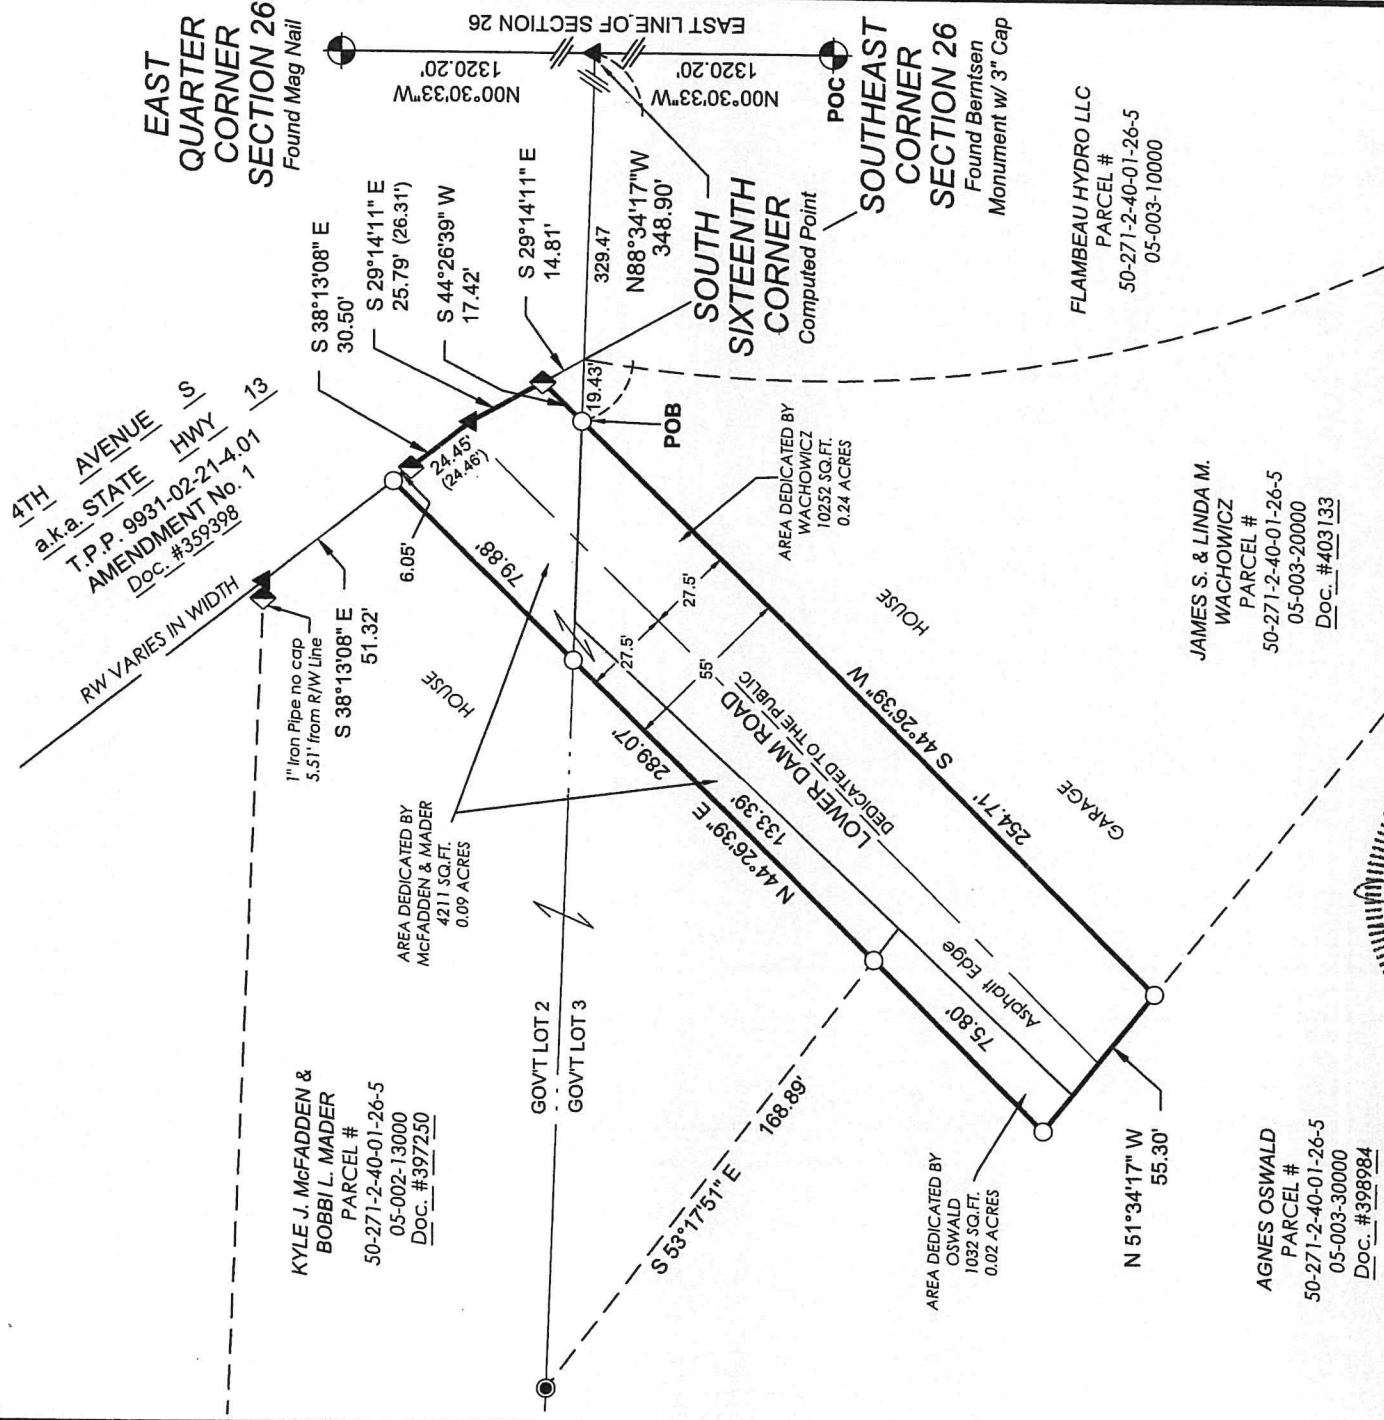 EAST
QUARTER
CORNER
SECTION 26
Found Mag Nail
EAST LINE OF SECTION 26
N00°30'33"W
1320.20'
N00°30'33"W
1320.20'
POC
SOUTHEAST
CORNER
SECTION 26
Found Berntsen
Monument w/ 3" Cap
4TH AVENUE S
a.k.a. STATE HWY 13
T.P.P. 9931-02-21-4.01
AMENDMENT No. 1
Doc. #359398
S 38°13'08" E
30.50'
S 29°14'11" E
25.79' (26.31')
S 44°26'39" W
17.42'
S 29°14'11" E
14.81'
329.47
N88°34'17"W
348.90'
SOUTH
SIXTEENTH
CORNER
Computed Point
FLAMBEAU HYDRO LLC
PARCEL #
50-271-2-40-01-26-5
05-003-10000
RW VARIES IN WIDTH
1" Iron Pipe no cap
5.51' from R/W Line
S 38°13'08" E
51.32'
6.05'
24.45'
(24.46')
19.43'
POB
79.88'
HOUSE
AREA DEDICATED BY
WACHOWICZ
10252 SQ.FT.
0.24 ACRES
27.5'
27.5'
55'
HOUSE
JAMES S. & LINDA M.
WACHOWICZ
PARCEL #
50-271-2-40-01-26-5
05-003-20000
Doc. #403133
AREA DEDICATED BY
McFADDEN & MADER
4211 SQ.FT.
0.09 ACRES
289.07'
N 44°26'39" E
133.39'
LOWER DAM ROAD
DEDICATED TO THE PUBLIC
S 44°26'39" W
254.71'
GARAGE
KYLE J. McFADDEN &
BOBBI L. MADER
PARCEL #
50-271-2-40-01-26-5
05-002-13000
Doc. #397250
GOV'T LOT 2
GOV'T LOT 3
Asphalt Edge
75.80'
S 53°17'51" E
168.89'
AREA DEDICATED BY
OSWALD
1032 SQ.FT.
0.02 ACRES
N 51°34'17" W
55.30'
AGNES OSWALD
PARCEL #
50-271-2-40-01-26-5
05-003-30000
Doc. #398984